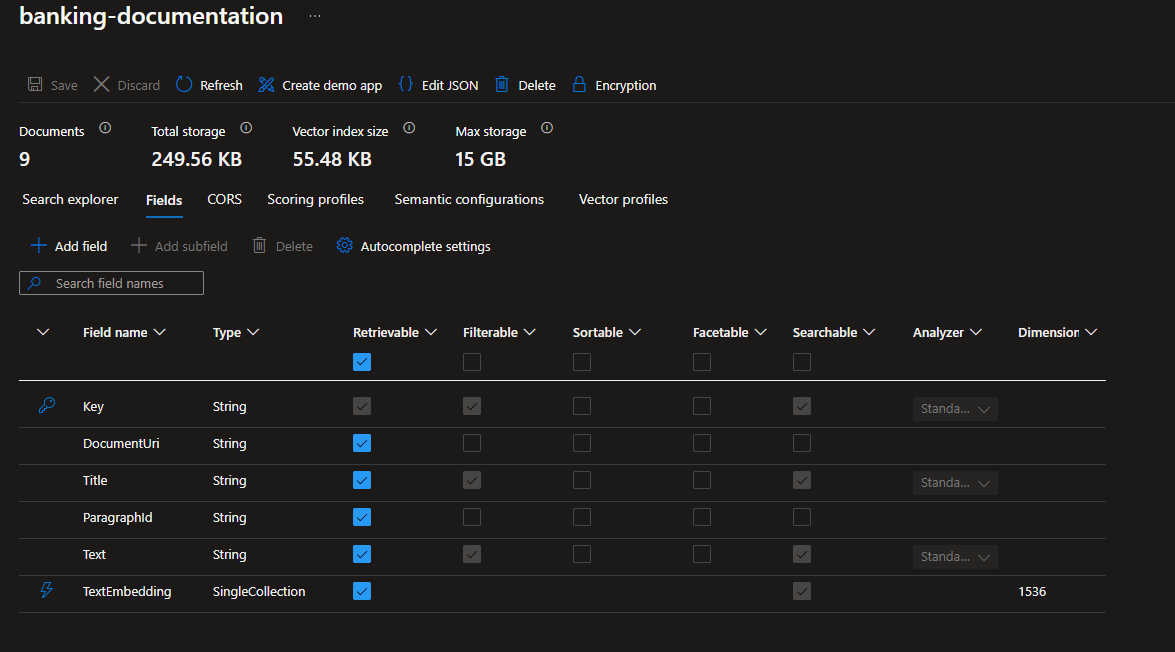 banking-documentation ...
Save Discard Refresh Create demo app Edit JSON Delete Encryption
Documents Total storage Vector index size Max storage
9 249.56 KB 55.48 KB 15 GB
Search explorer Fields CORS Scoring profiles Semantic configurations Vector profiles
Add field Add subfield Delete Autocomplete settings
Search field names
Field name Type Retrievable Filterable Sortable Facetable Searchable Analyzer Dimension
Key String Standa...
DocumentUri String
Title String Standa...
ParagraphId String
Text String Standa...
TextEmbedding SingleCollection 1536